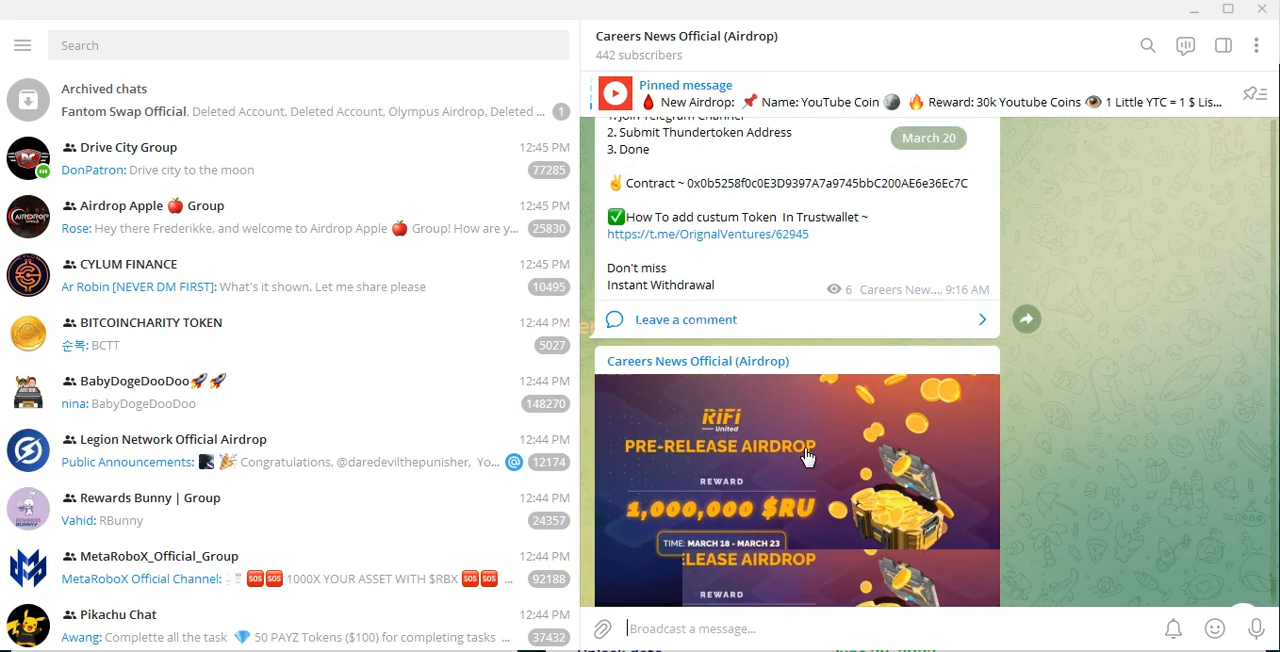 Search
Archived chats
Fantom Swap Official, Deleted Account, Deleted Account, Olympus Airdrop, Deleted ... 1
Drive City Group 12:45 PM
DonPatron: Drive city to the moon 77285
Airdrop Apple 🍎 Group 12:45 PM
Rose: Hey there Frederikke, and welcome to Airdrop Apple 🍎 Group! How are y... 25830
CYLUM FINANCE 12:45 PM
Ar Robin [NEVER DM FIRST]: What's it shown. Let me share please 10495
BITCOINCHARITY TOKEN 12:44 PM
순복: BCTT 5027
BabyDogeDooDoo🚀🚀 12:44 PM
nina: BabyDogeDooDoo 148270
Legion Network Official Airdrop 12:44 PM
Public Announcements: 🎉 Congratulations, @daredevilthepunisher, Yo... @ 12174
Rewards Bunny | Group 12:44 PM
Vahid: RBunny 24357
MetaRoboX_Official_Group 12:44 PM
MetaRoboX Official Channel: 🆘🆘 1000X YOUR ASSET WITH $RBX 🆘🆘 ... 92188
Pikachu Chat 12:44 PM
Awang: Complette all the task 💎 50 PAYZ Tokens ($100) for completing tasks ... 37432
Careers News Official (Airdrop)
442 subscribers
Pinned message
🩸 New Airdrop: 📌 Name: YouTube Coin 🌑 🔥 Reward: 30k Youtube Coins 👁 1 Little YTC = 1 $ Lis...
1. Join Telegram Channel
2. Submit Thundertoken Address
3. Done
March 20
✌Contract ~ 0x0b5258f0c0E3D9397A7a9745bbC200AE6e36Ec7C
✅How To add custum Token In Trustwallet ~
https://t.me/OrignalVentures/62945
Don't miss
Instant Withdrawal
6 Careers New..., 9:16 AM
Leave a comment
Careers News Official (Airdrop)
RiFi
United
PRE-RELEASE AIRDROP
REWARD
1,000,000 $RU
TIME: MARCH 18 - MARCH 23
LEASE AIRDROP
REWARD
Broadcast a message...